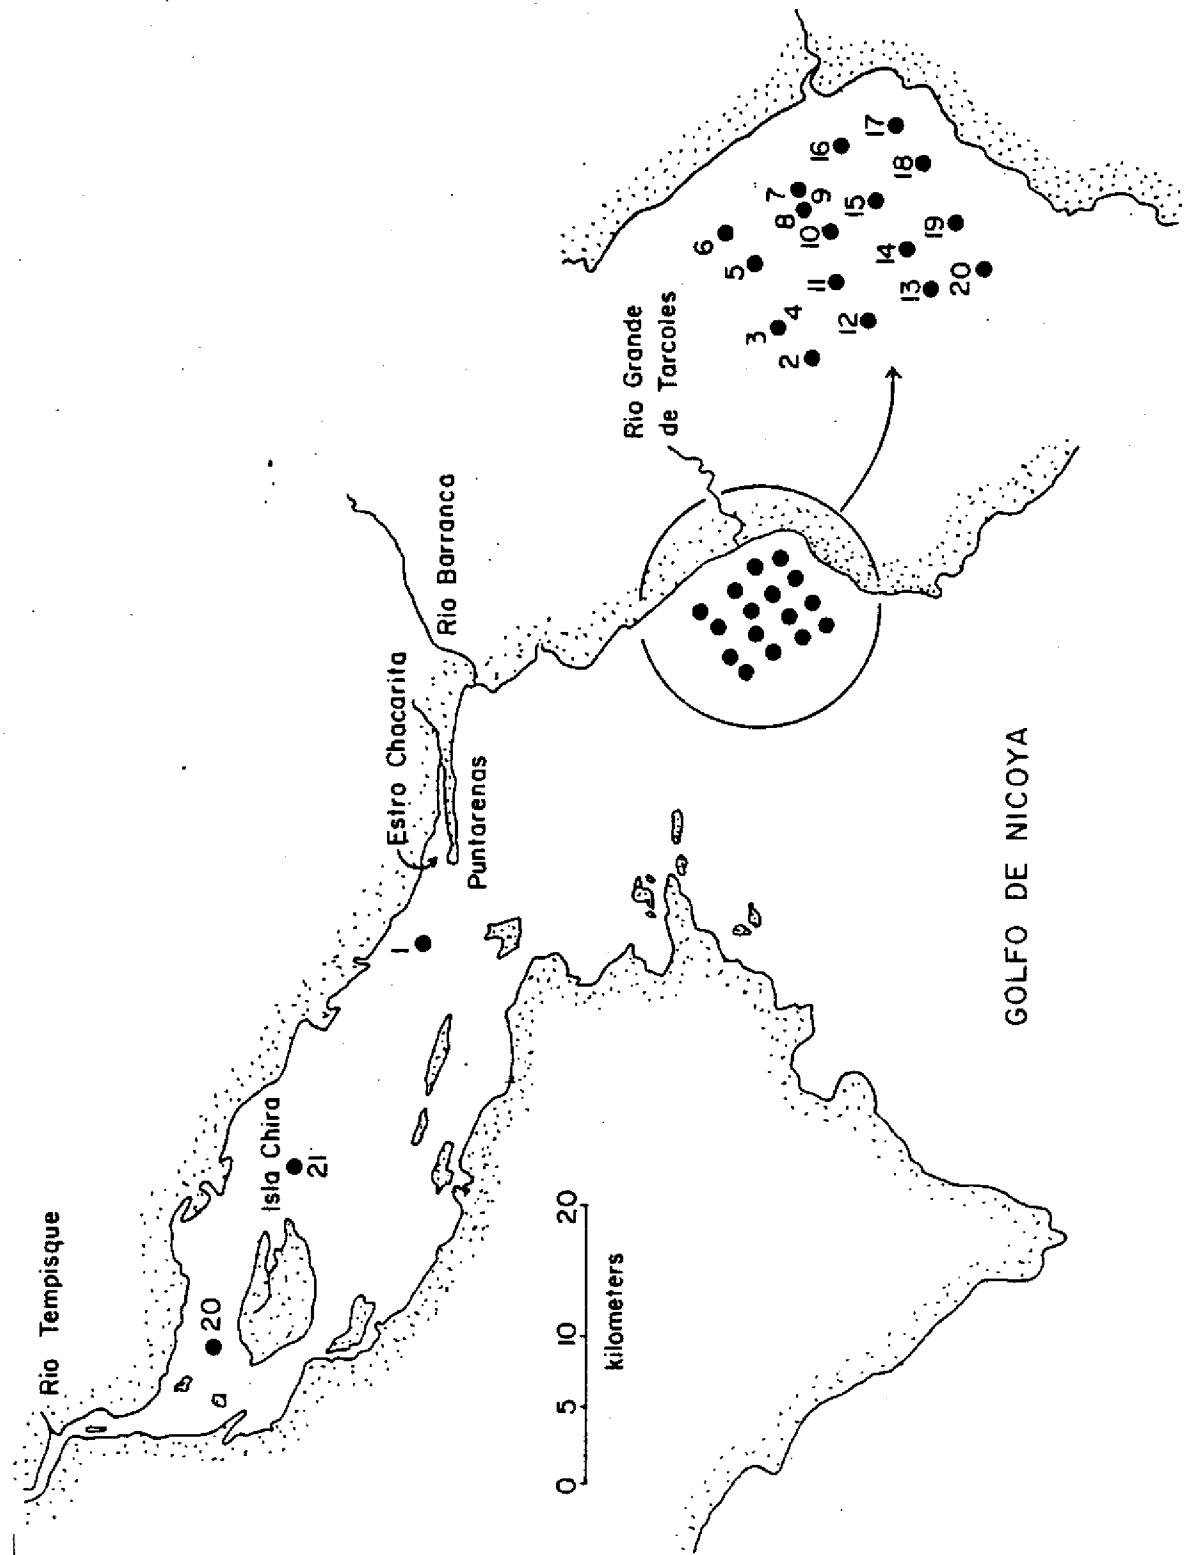 Rio Tempisque
20
Isla Chira
21
1
Estro Chacarita
Puntarenas
Rio Barranca
Rio Grande
de Tarcoles
2
3
4
5
6
7
8
9
10
11
12
13
14
15
16
17
18
19
20
0 5 10 20
kilometers
GOLFO DE NICOYA